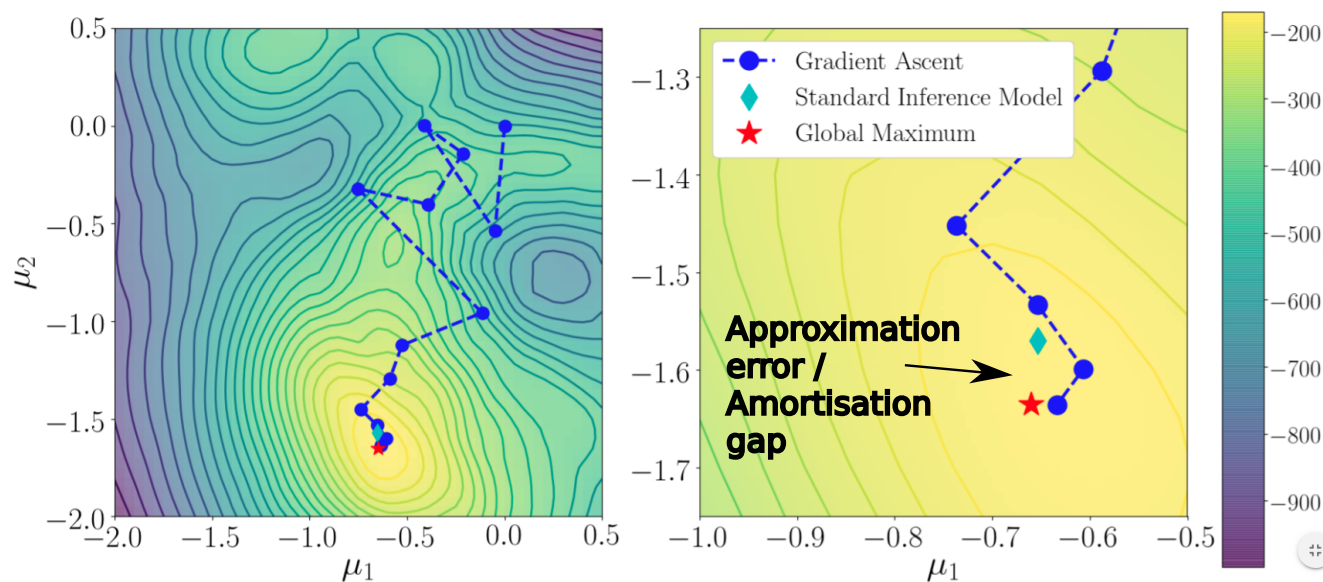 0.5
0.0
−0.5
−1.0
−1.5
−2.0
μ2
−2.0 −1.5 −1.0 −0.5 0.0 0.5
μ1
Gradient Ascent
Standard Inference Model
Global Maximum
−1.3
−1.4
−1.5
−1.6
−1.7
Approximation
error /
Amortisation
gap
−1.0 −0.9 −0.8 −0.7 −0.6 −0.5
μ1
−200
−300
−400
−500
−600
−700
−800
−900